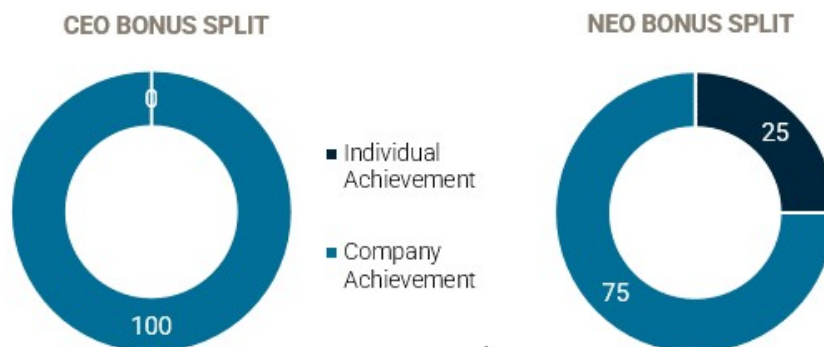 CEO BONUS SPLIT
0
100
Individual
Achievement
Company
Achievement
NEO BONUS SPLIT
25
75